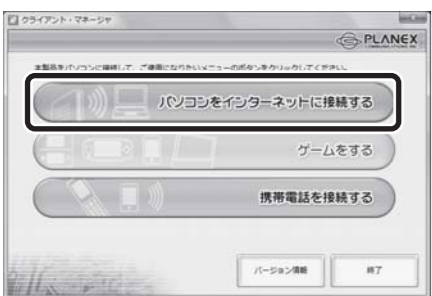 クライアント・マネージャ
PLANEX
本製品をパソコンに接続して、ご使用になりたいメニューのボタンをクリックしてください。
パソコンをインターネットに接続する
ゲームをする
携帯電話を接続する
バージョン情報
終了